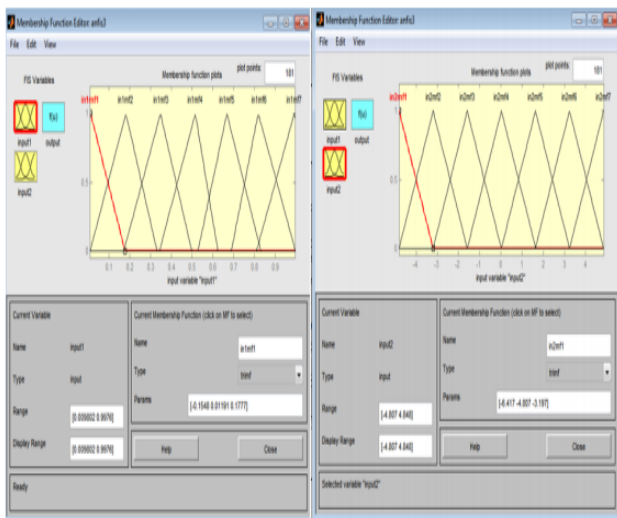 Membership Function Editor: anfis3
File Edit View
FIS Variables
Membership function plots
plot points:
181
in1mf1 in1mf2 in1mf3 in1mf4 in1mf5 in1mf6 in1mf7
input1
f(u)
output
input2
1
0.5
0
0.1 0.2 0.3 0.4 0.5 0.6 0.7 0.8 0.9
input variable "input1"
Current Variable
Name input1
Type input
Range
[0.009802 0.9976]
Display Range
[0.009802 0.9976]
Current Membership Function (click on MF to select)
Name
in1mf1
Type
trimf
Params
[-0.1548 0.01191 0.1777]
Help
Close
Ready
Membership Function Editor: anfis3
File Edit View
FIS Variables
Membership function plots
plot points:
181
in2mf1 in2mf2 in2mf3 in2mf4 in2mf5 in2mf6 in2mf7
input1
f(u)
output
input2
1
0.5
0
-4 -3 -2 -1 0 1 2 3 4
input variable "input2"
Current Variable
Name input2
Type input
Range
[-4.807 4.848]
Display Range
[-4.807 4.848]
Current Membership Function (click on MF to select)
Name
in2mf1
Type
trimf
Params
[-6.417 -4.807 -3.197]
Help
Close
Selected variable "input2"